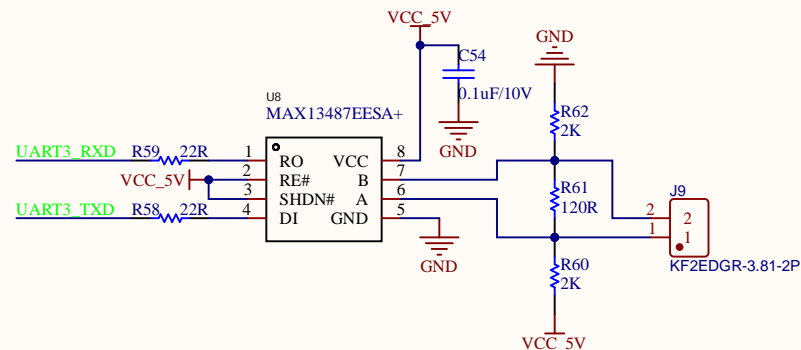 VCC_5V
C54
0.1uF/10V
GND
GND
R62
2K
U8
MAX13487EESA+
UART3_RXD
R59
22R
1
RO
VCC
8
VCC_5V
2
RE#
B
7
3
SHDN#
A
6
UART3_TXD
R58
22R
4
DI
GND
5
GND
R61
120R
J9
2
2
1
1
KF2EDGR-3.81-2P
R60
2K
VCC_5V